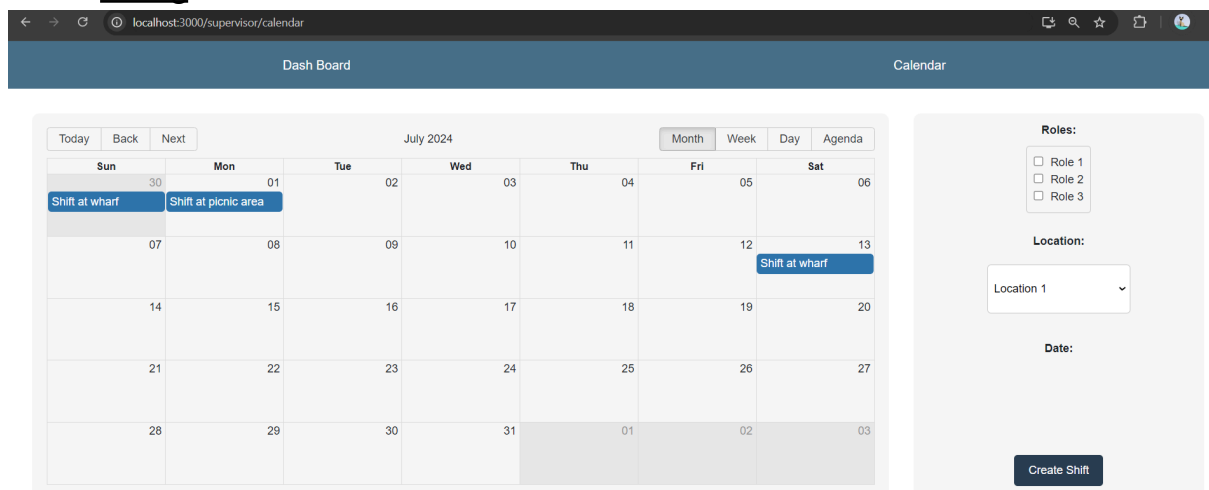 localhost:3000/supervisor/calendar
Dash Board Calendar
Today Back Next July 2024 Month Week Day Agenda
Sun Mon Tue Wed Thu Fri Sat
30 01 02 03 04 05 06
Shift at wharf Shift at picnic area
07 08 09 10 11 12 13
Shift at wharf
14 15 16 17 18 19 20
21 22 23 24 25 26 27
28 29 30 31 01 02 03
Roles:
Role 1
Role 2
Role 3
Location:
Location 1
Date:
Create Shift